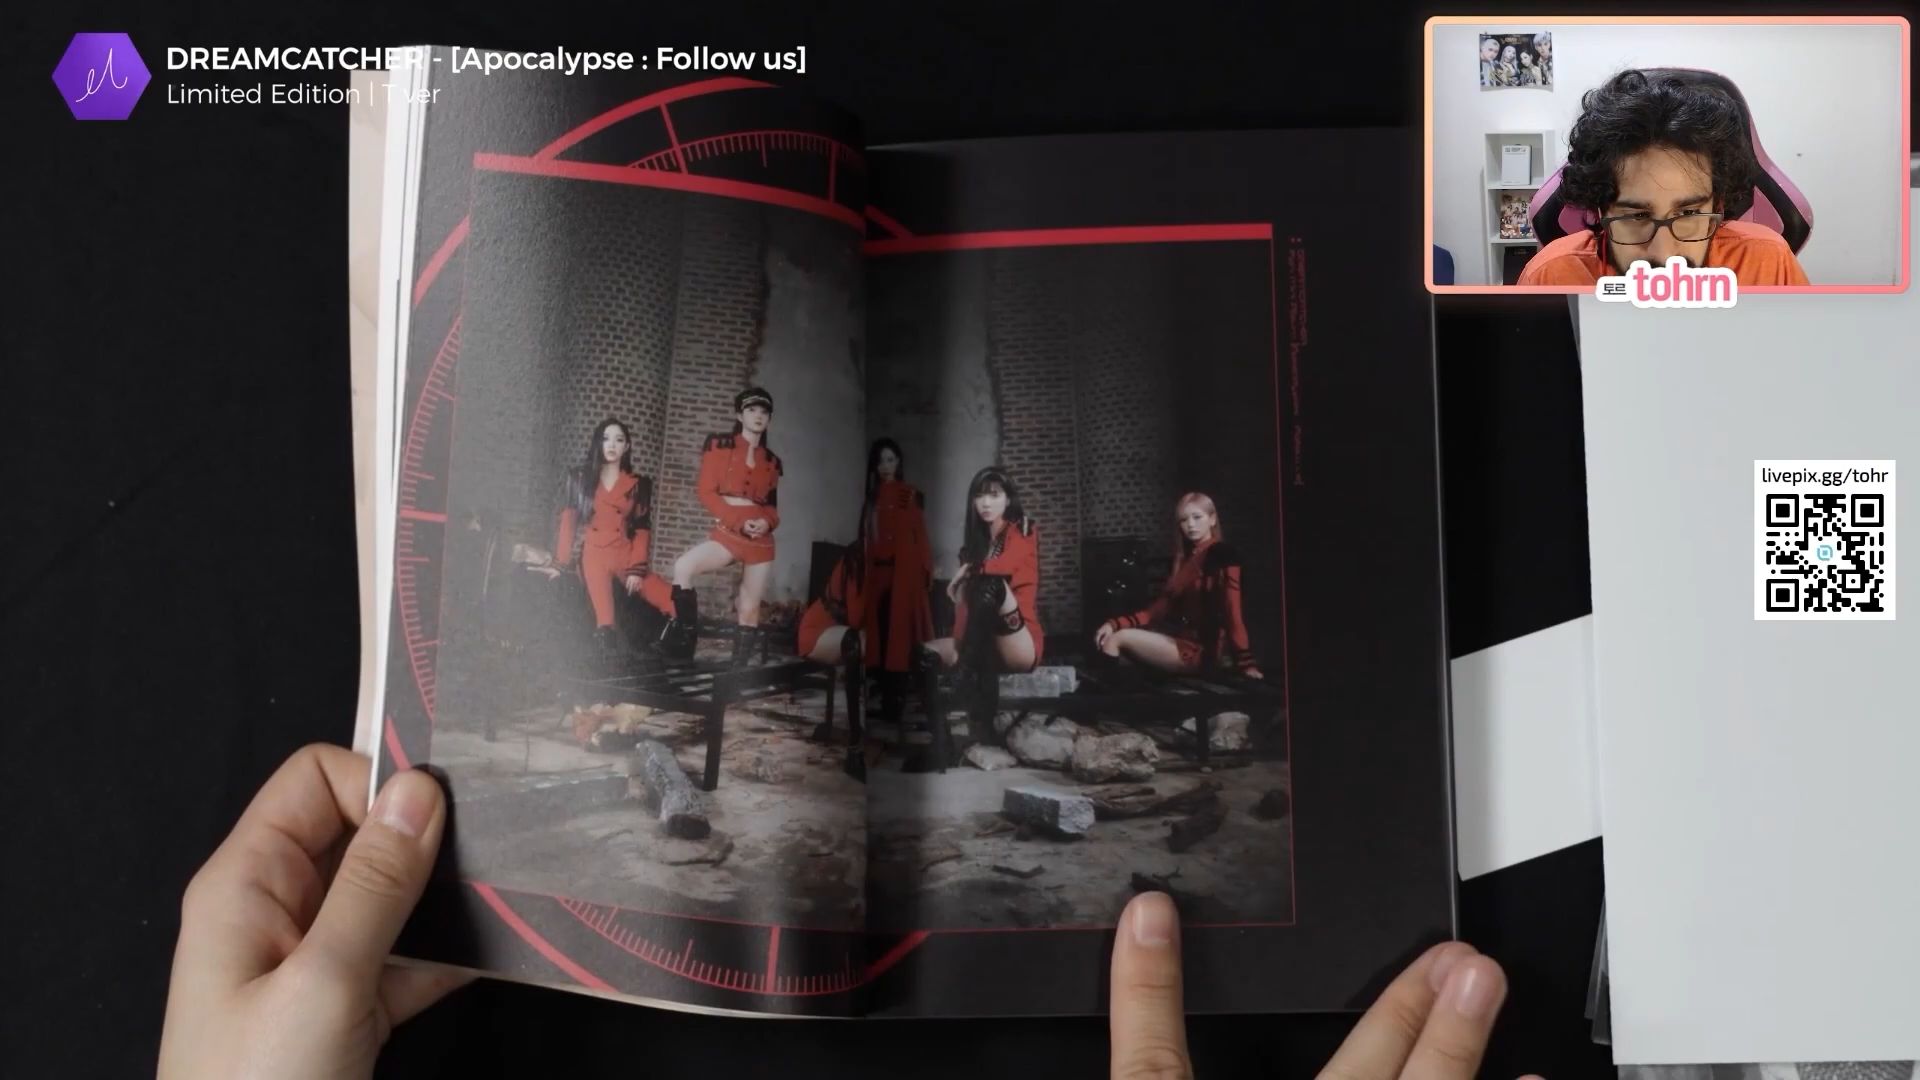 DREAMCATCHER - [Apocalypse : Follow us]
Limited Edition | T ver
토르 tohrn
livepix.gg/tohr